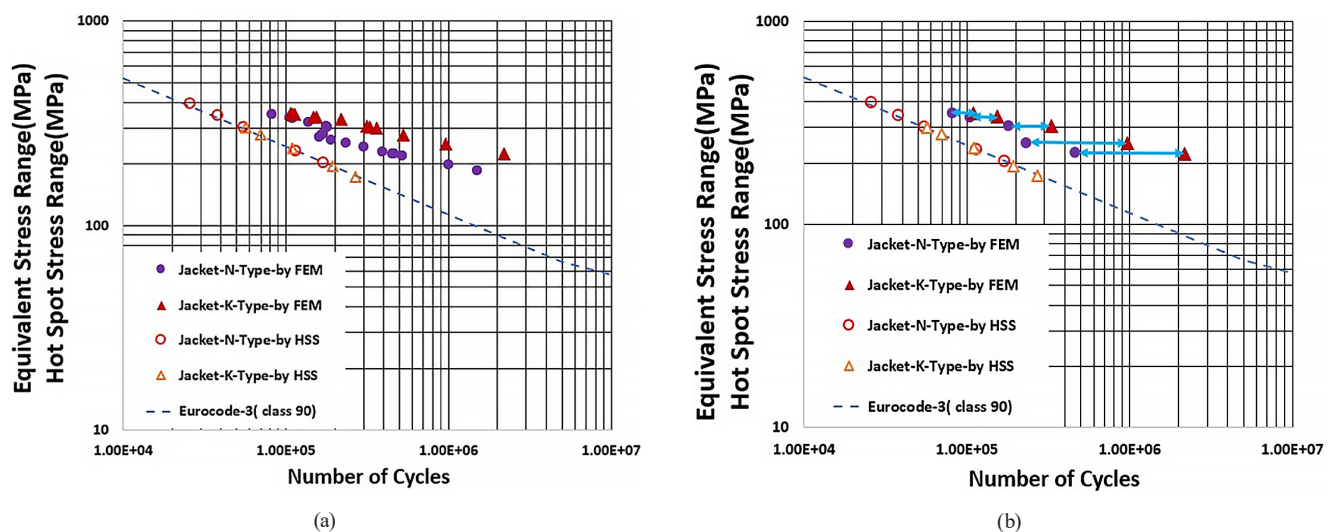 1000
100
10
Equivalent Stress Range(MPa)
Hot Spot Stress Range(MPa)
Jacket-N-Type-by FEM
Jacket-K-Type-by FEM
Jacket-N-Type-by HSS
Jacket-K-Type-by HSS
Eurocode-3( class 90)
1.00E+04 1.00E+05 1.00E+06 1.00E+07
Number of Cycles
(a)
1000
100
10
Equivalent Stress Range(MPa)
Hot Spot Stress Range(MPa)
Jacket-N-Type-by FEM
Jacket-K-Type-by FEM
Jacket-N-Type-by HSS
Jacket-K-Type-by HSS
Eurocode-3( class 90)
1.00E+04 1.00E+05 1.00E+06 1.00E+07
Number of Cycles
(b)